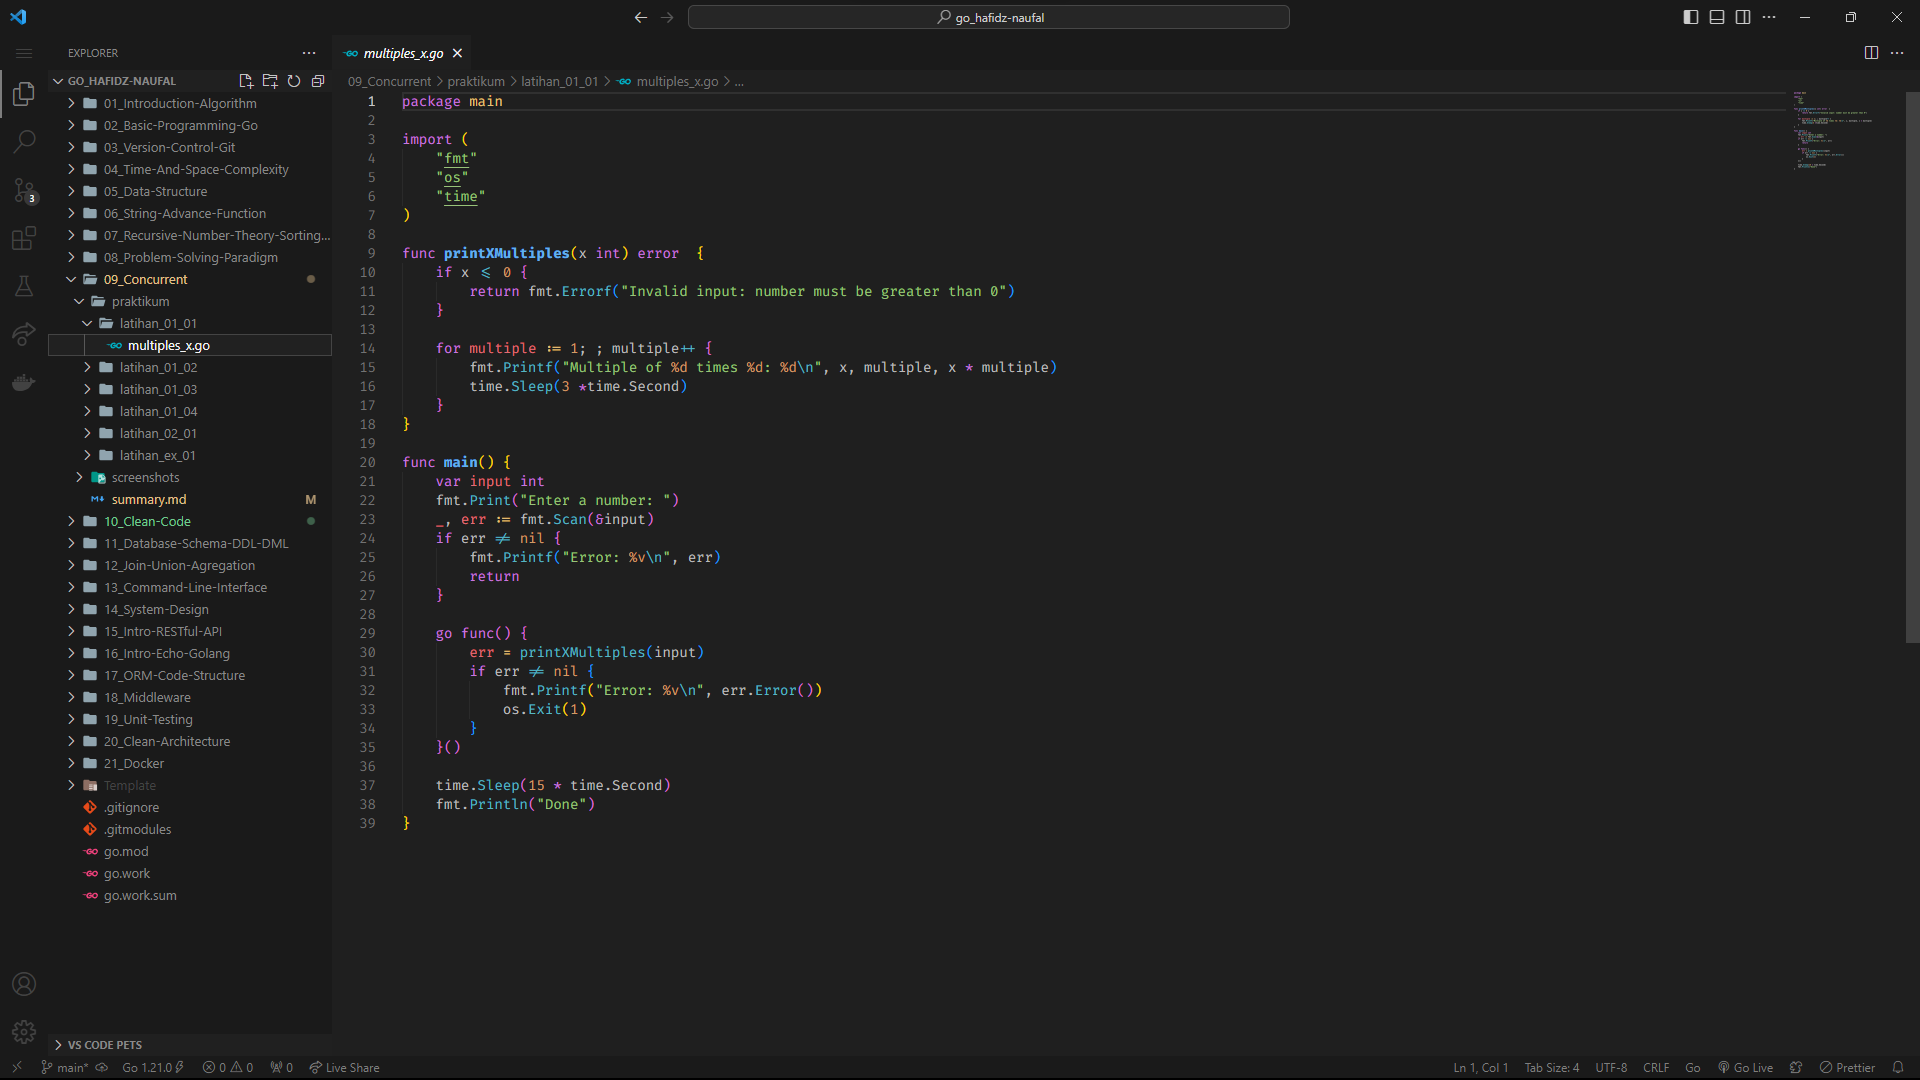 go_hafidz-naufal
EXPLORER
GO_HAFIDZ-NAUFAL
01_Introduction-Algorithm
02_Basic-Programming-Go
03_Version-Control-Git
04_Time-And-Space-Complexity
05_Data-Structure
06_String-Advance-Function
07_Recursive-Number-Theory-Sorting...
08_Problem-Solving-Paradigm
09_Concurrent
praktikum
latihan_01_01
multiples_x.go
latihan_01_02
latihan_01_03
latihan_01_04
latihan_02_01
latihan_ex_01
screenshots
summary.md M
10_Clean-Code
11_Database-Schema-DDL-DML
12_Join-Union-Agregation
13_Command-Line-Interface
14_System-Design
15_Intro-RESTful-API
16_Intro-Echo-Golang
17_ORM-Code-Structure
18_Middleware
19_Unit-Testing
20_Clean-Architecture
21_Docker
Template
.gitignore
.gitmodules
go.mod
go.work
go.work.sum
VS CODE PETS
3
multiples_x.go
09_Concurrent > praktikum > latihan_01_01 > multiples_x.go > ...
1 package main
2
3 import (
4 "fmt"
5 "os"
6 "time"
7 )
8
9 func printXMultiples(x int) error  {
10 if x <= 0 {
11 return fmt.Errorf("Invalid input: number must be greater than 0")
12 }
13
14 for multiple := 1; ; multiple++ {
15 fmt.Printf("Multiple of %d times %d: %d\n", x, multiple, x * multiple)
16 time.Sleep(3 *time.Second)
17 }
18 }
19
20 func main() {
21 var input int
22 fmt.Print("Enter a number: ")
23 _, err := fmt.Scan(&input)
24 if err != nil {
25 fmt.Printf("Error: %v\n", err)
26 return
27 }
28
29 go func() {
30 err = printXMultiples(input)
31 if err != nil {
32 fmt.Printf("Error: %v\n", err.Error())
33 os.Exit(1)
34 }
35 }()
36
37 time.Sleep(15 * time.Second)
38 fmt.Println("Done")
39 }
main* Go 1.21.0 0 0 0 Live Share Ln 1, Col 1 Tab Size: 4 UTF-8 CRLF Go Go Live Prettier